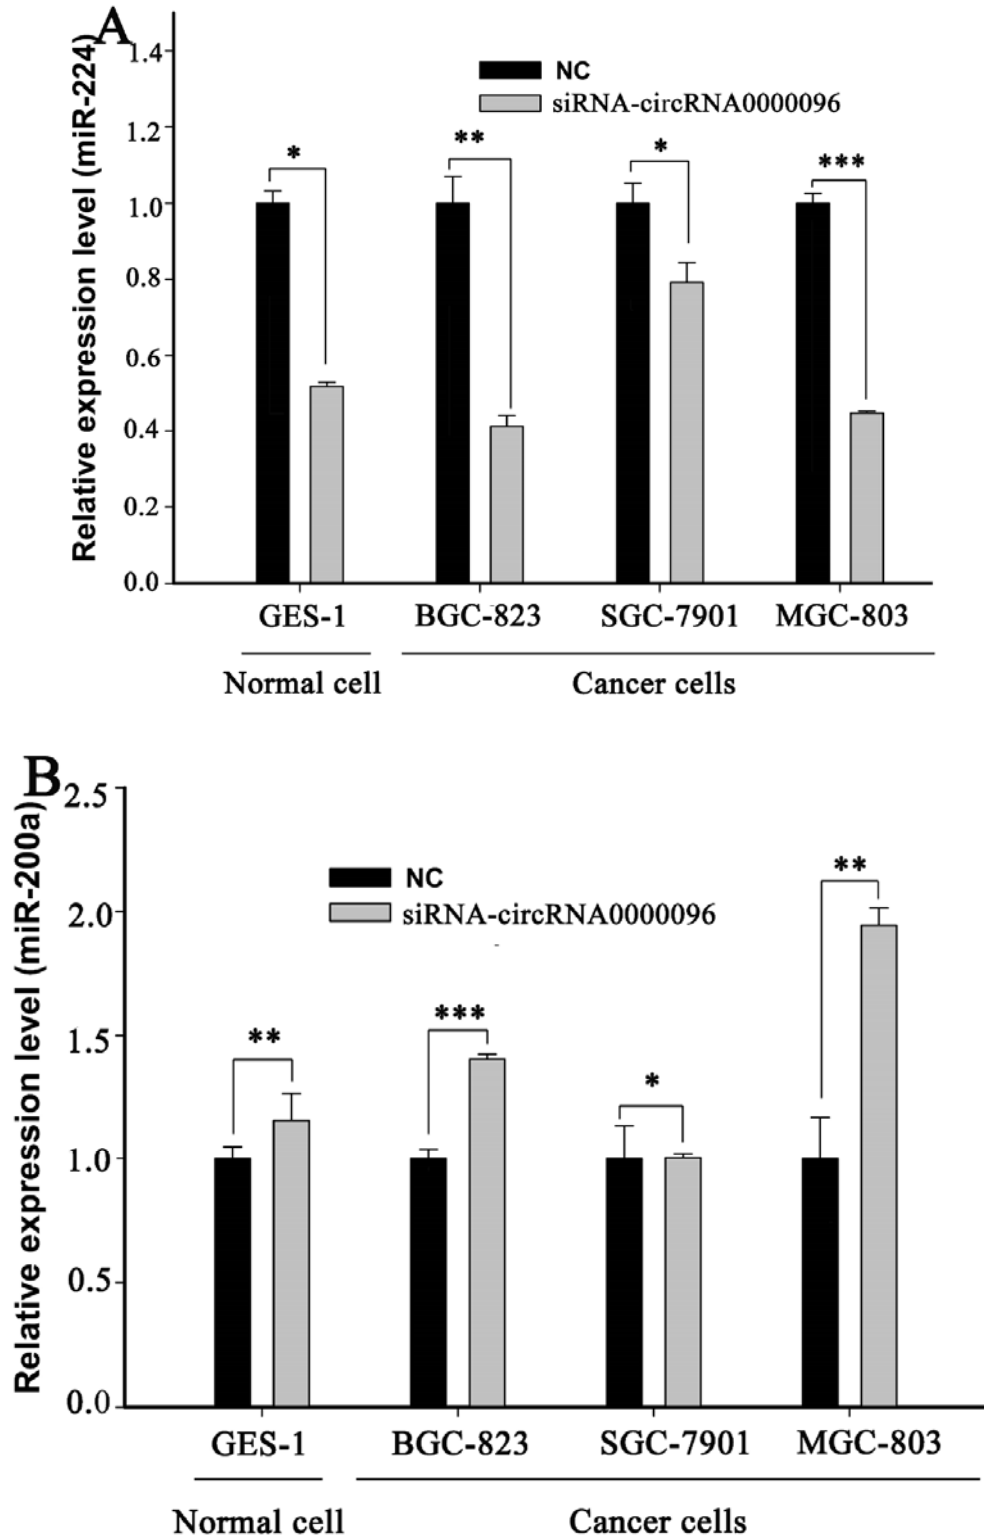 A
Relative expression level (miR-224)
1.4
1.2
1.0
0.8
0.6
0.4
0.2
0.0
NC
siRNA-circRNA0000096
*
**
*
***
GES-1 BGC-823 SGC-7901 MGC-803
Normal cell Cancer cells
B
Relative expression level (miR-200a)
2.5
2.0
1.5
1.0
0.5
0.0
NC
siRNA-circRNA0000096
**
***
*
**
GES-1 BGC-823 SGC-7901 MGC-803
Normal cell Cancer cells